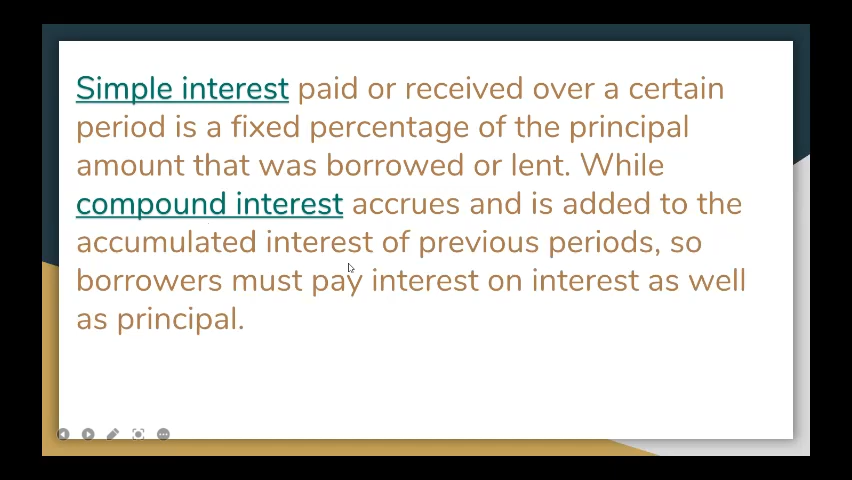 Simple interest paid or received over a certain
period is a fixed percentage of the principal
amount that was borrowed or lent. While
compound interest accrues and is added to the
accumulated interest of previous periods, so
borrowers must pay interest on interest as well
as principal.